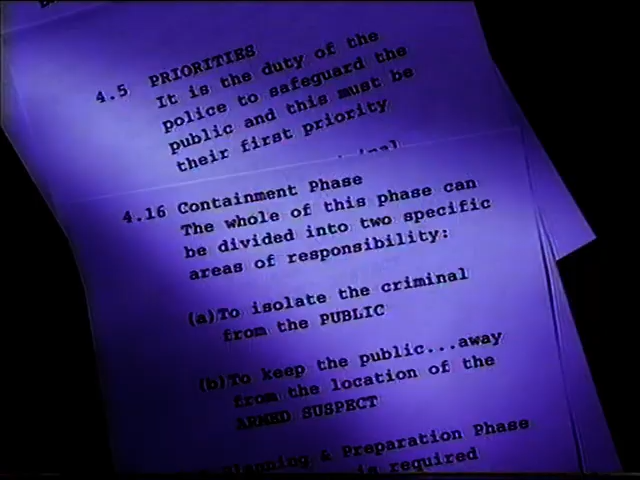 4.5 PRIORITIES
It is the duty of the
police to safeguard the
public and this must be
their first priority
4.16 Containment Phase
The whole of this phase can
be divided into two specific
areas of responsibility:
(a)To isolate the criminal
from the PUBLIC
(b)To keep the public...away
from the location of the
ARMED SUSPECT
Planning & Preparation Phase
is required